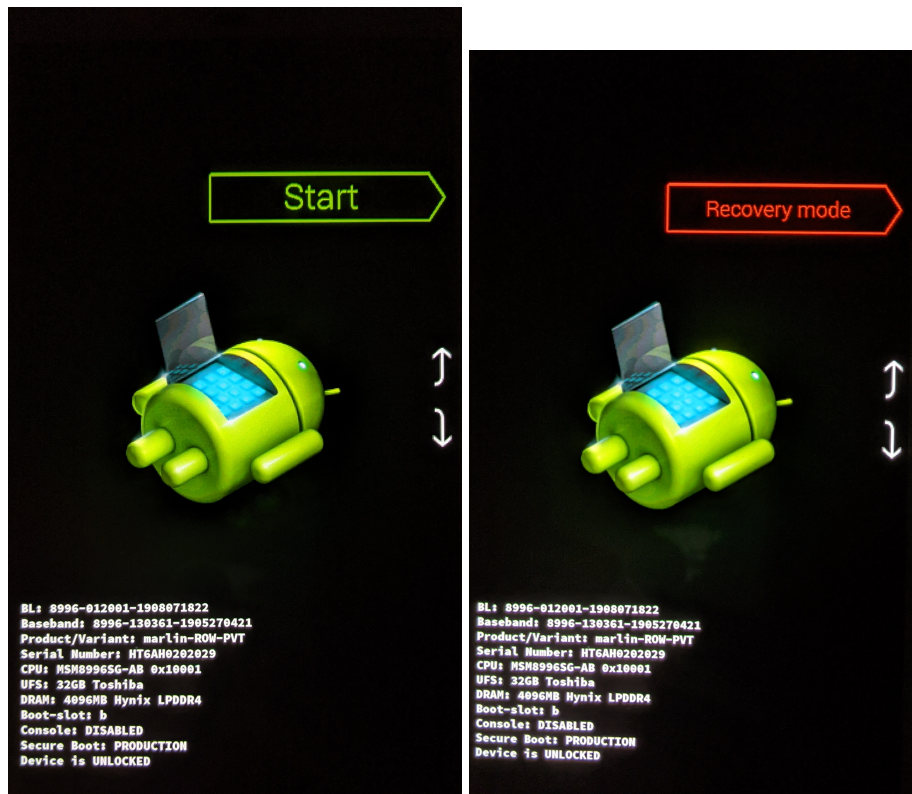 Start
BL: 8996-012001-1908071822
Baseband: 8996-130361-1905270421
Product/Variant: marlin-ROW-PVT
Serial Number: HT6AH0202029
CPU: MSM8996SG-AB 0x10001
UFS: 32GB Toshiba
DRAM: 4096MB Hynix LPDDR4
Boot-slot: b
Console: DISABLED
Secure Boot: PRODUCTION
Device is UNLOCKED
Recovery mode
BL: 8996-012001-1908071822
Baseband: 8996-130361-1905270421
Product/Variant: marlin-ROW-PVT
Serial Number: HT6AH0202029
CPU: MSM8996SG-AB 0x10001
UFS: 32GB Toshiba
DRAM: 4096MB Hynix LPDDR4
Boot-slot: b
Console: DISABLED
Secure Boot: PRODUCTION
Device is UNLOCKED